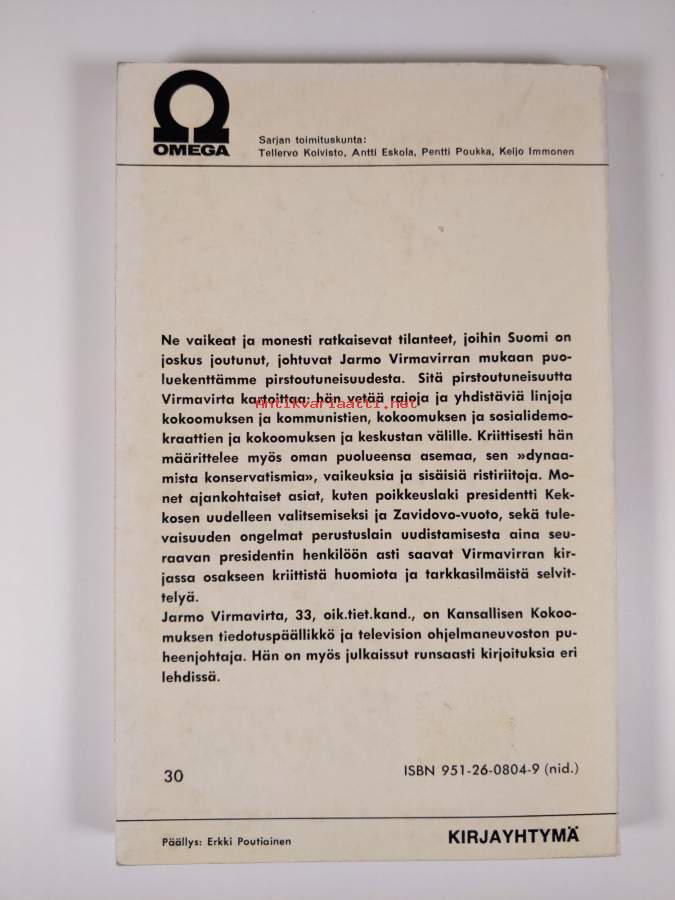 OMEGA
Sarjan toimituskunta:
Tellervo Koivisto, Antti Eskola, Pentti Poukka, Keijo Immonen
Ne vaikeat ja monesti ratkaisevat tilanteet, joihin Suomi on
joskus joutunut, johtuvat Jarmo Virmavirran mukaan puo-
luekenttämme pirstoutuneisuudesta. Sitä pirstoutuneisuutta
Virmavirta kartoittaa: hän vetää rajoja ja yhdistäviä linjoja
Antikvariaatti.net
kokoomuksen ja kommunistien, kokoomuksen ja sosialidemo-
kraattien ja kokoomuksen ja keskustan välille. Kriittisesti hän
määrittelee myös oman puolueensa asemaa, sen »dynaa-
mista konservatismia», vaikeuksia ja sisäisiä ristiriitoja. Mo-
net ajankohtaiset asiat, kuten poikkeuslaki presidentti Kek-
kosen uudelleen valitsemiseksi ja Zavidovo-vuoto, sekä tule-
vaisuuden ongelmat perustuslain uudistamisesta aina seu-
raavan presidentin henkilöön asti saavat Virmavirran kir-
jassa osakseen kriittistä huomiota ja tarkkasilmäistä selvit-
telyä.
Jarmo Virmavirta, 33, oik.tiet.kand., on Kansallisen Kokoo-
muksen tiedotuspäällikkö ja television ohjelmaneuvoston pu-
heenjohtaja. Hän on myös julkaissut runsaasti kirjoituksia eri
lehdissä.
30
ISBN 951-26-0804-9 (nid.)
Päällys: Erkki Poutiainen
KIRJAYHTYMÄ